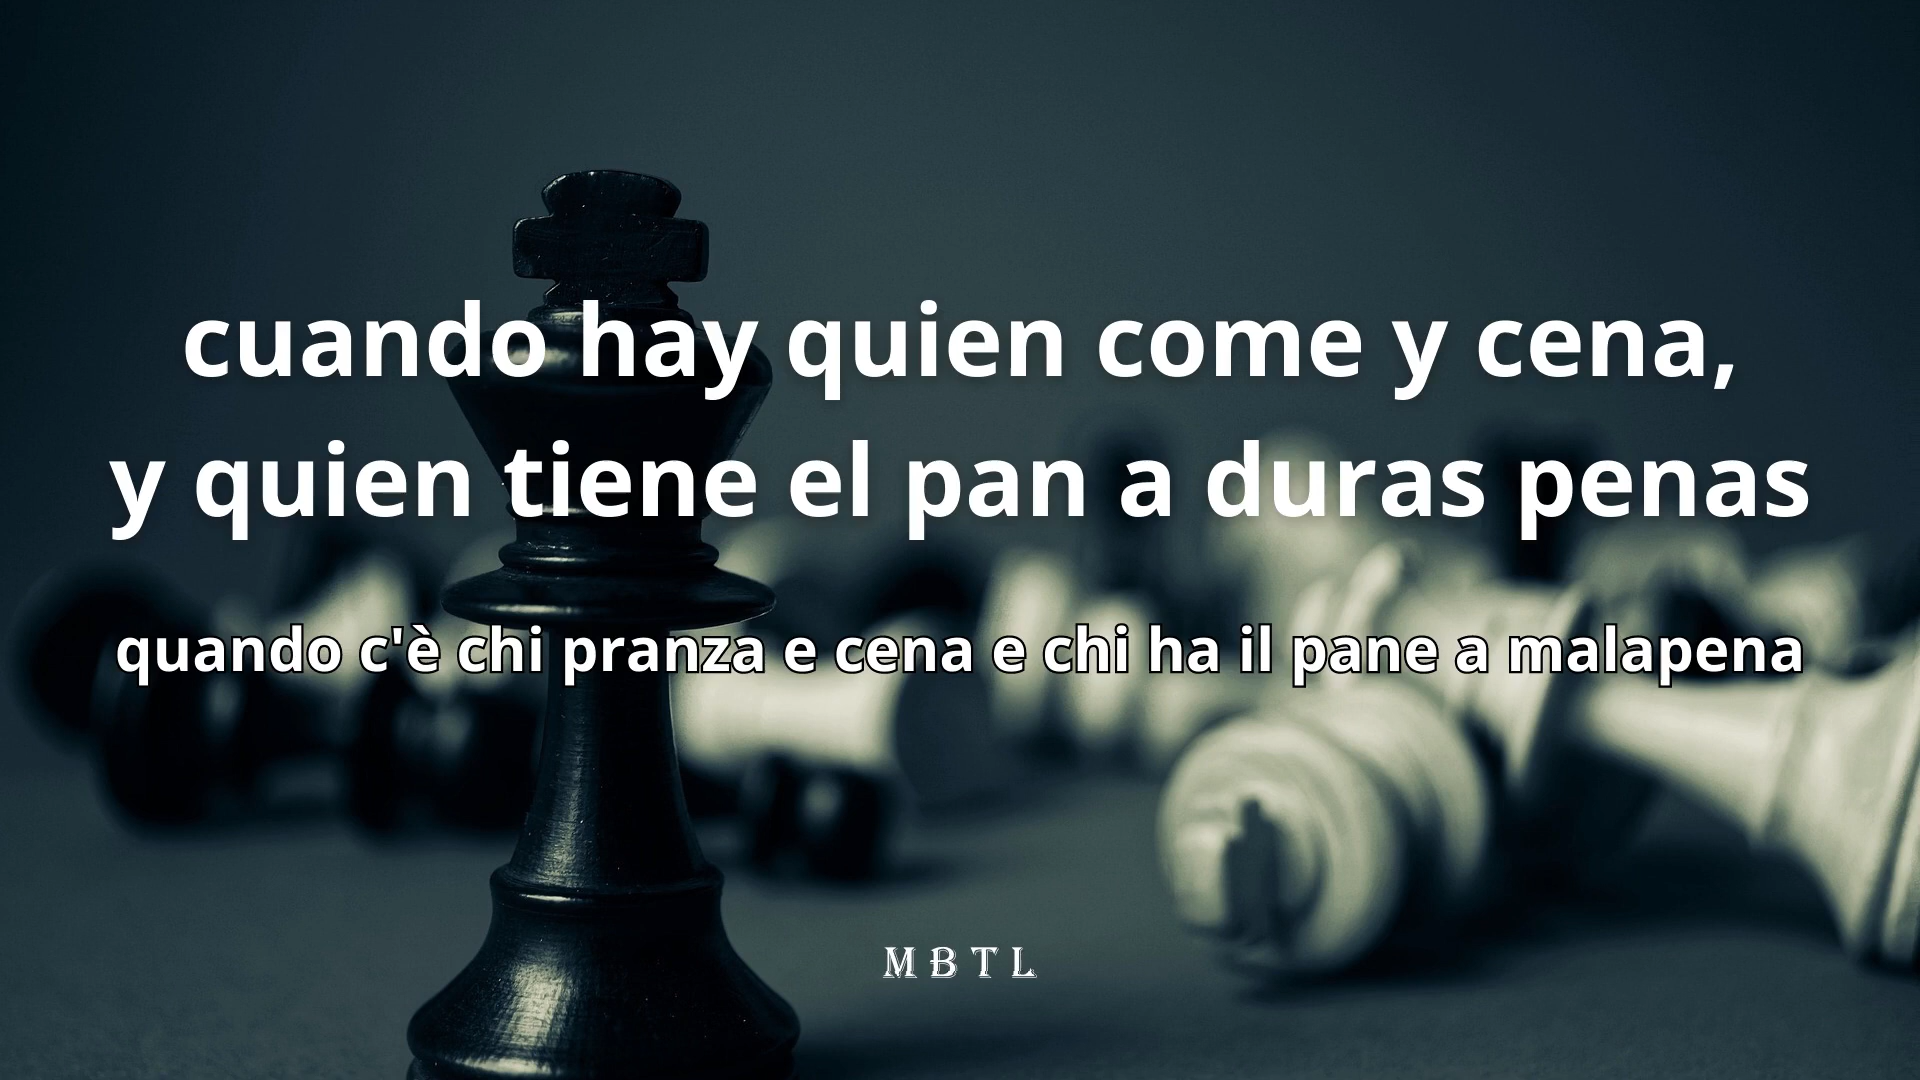 cuando hay quien come y cena,
y quien tiene el pan a duras penas
quando c'è chi pranza e cena e chi ha il pane a malapena
MBTL